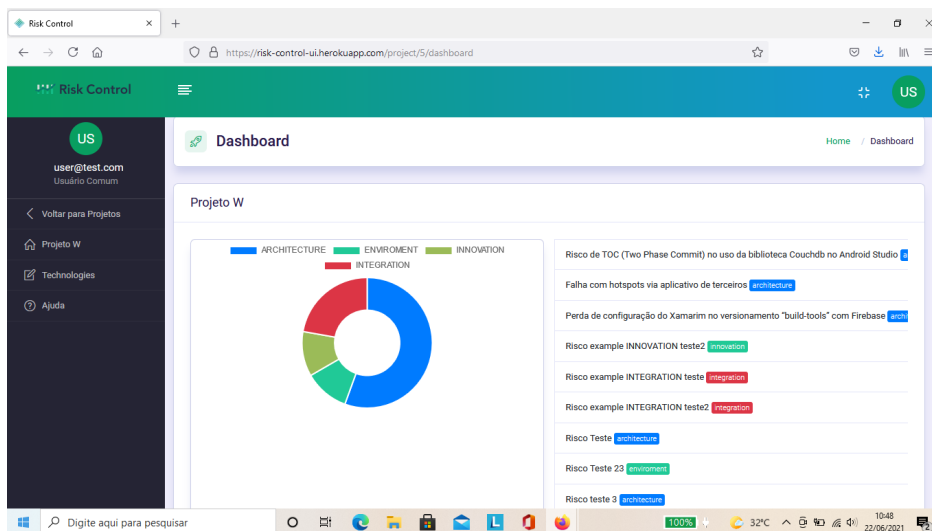 Risk Control
https://risk-control-ui.herokuapp.com/project/5/dashboard
Risk Control
US
US
user@test.com
Usuário Comum
Voltar para Projetos
Projeto W
Technologies
Ajuda
Dashboard
Home / Dashboard
Projeto W
ARCHITECTURE ENVIROMENT INNOVATION
INTEGRATION
Risco de TOC (Two Phase Commit) no uso da biblioteca Couchdb no Android Studio
Falha com hotspots via aplicativo de terceiros architecture
Perda de configuração do Xamarim no versionamento "build-tools" com Firebase archi
Risco example INNOVATION teste2 innovation
Risco example INTEGRATION teste integration
Risco example INTEGRATION teste2 integration
Risco Teste architecture
Risco Teste 23 enviroment
Risco teste 3 architecture
Digite aqui para pesquisar
100%
32°C
10:48
22/06/2021